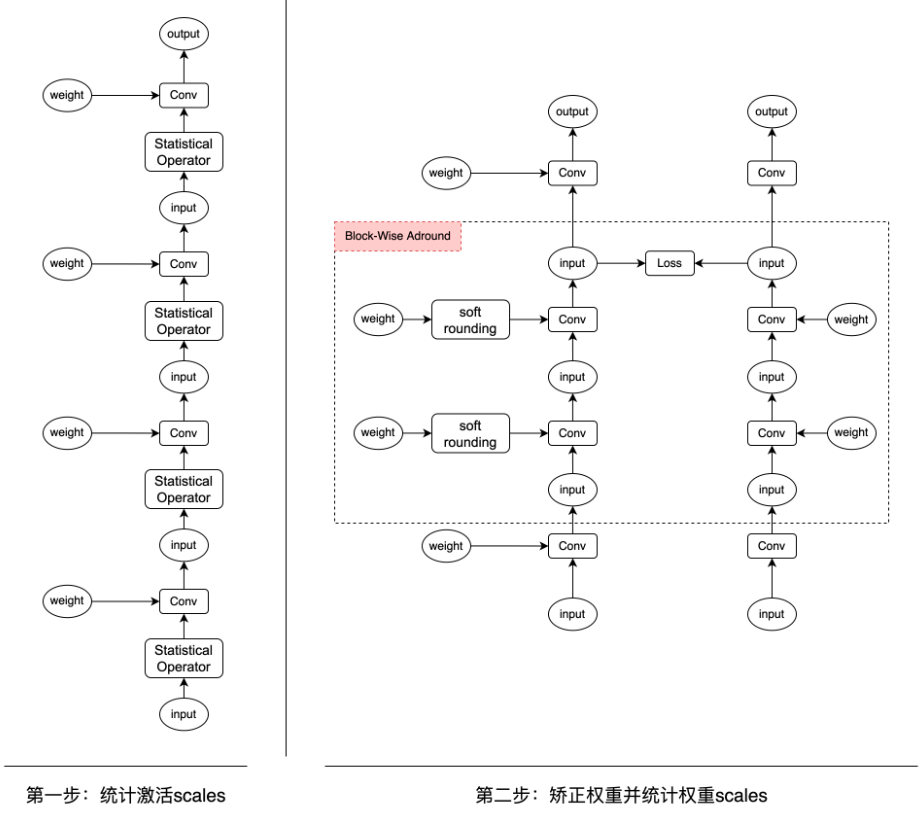 output
weight
Conv
Statistical
Operator
input
weight
Conv
Statistical
Operator
input
weight
Conv
Statistical
Operator
input
weight
Conv
Statistical
Operator
input
第一步：统计激活scales
output
output
weight
Conv
Conv
Block-Wise Adround
input
Loss
input
weight
soft
rounding
Conv
Conv
weight
input
input
weight
soft
rounding
Conv
Conv
weight
input
input
weight
Conv
Conv
input
input
第二步：矫正权重并统计权重scales